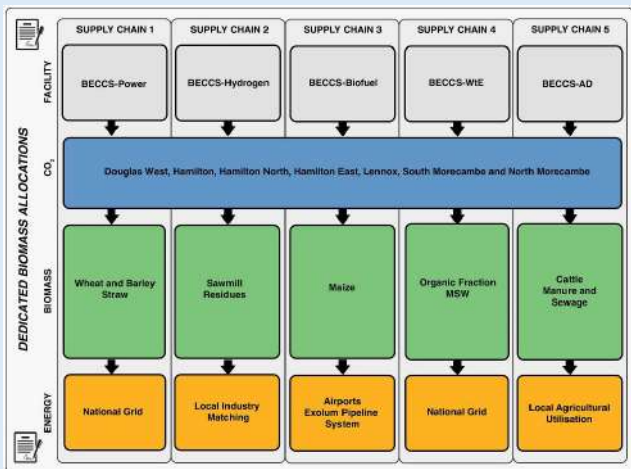 SUPPLY CHAIN 1
SUPPLY CHAIN 2
SUPPLY CHAIN 3
SUPPLY CHAIN 4
SUPPLY CHAIN 5
DEDICATED BIOMASS ALLOCATIONS
FACILITY
BECCS-Power
BECCS-Hydrogen
BECCS-Biofuel
BECCS-WtE
BECCS-AD
CO₂
Douglas West, Hamilton, Hamilton North, Hamilton East, Lennox, South Morecambe and North Morecambe
BIOMASS
Wheat and Barley
Straw
Sawmill
Residues
Maize
Organic Fraction
MSW
Cattle
Manure and
Sewage
ENERGY
National Grid
Local Industry
Matching
Airports
Exolum Pipeline
System
National Grid
Local Agricultural
Utilisation